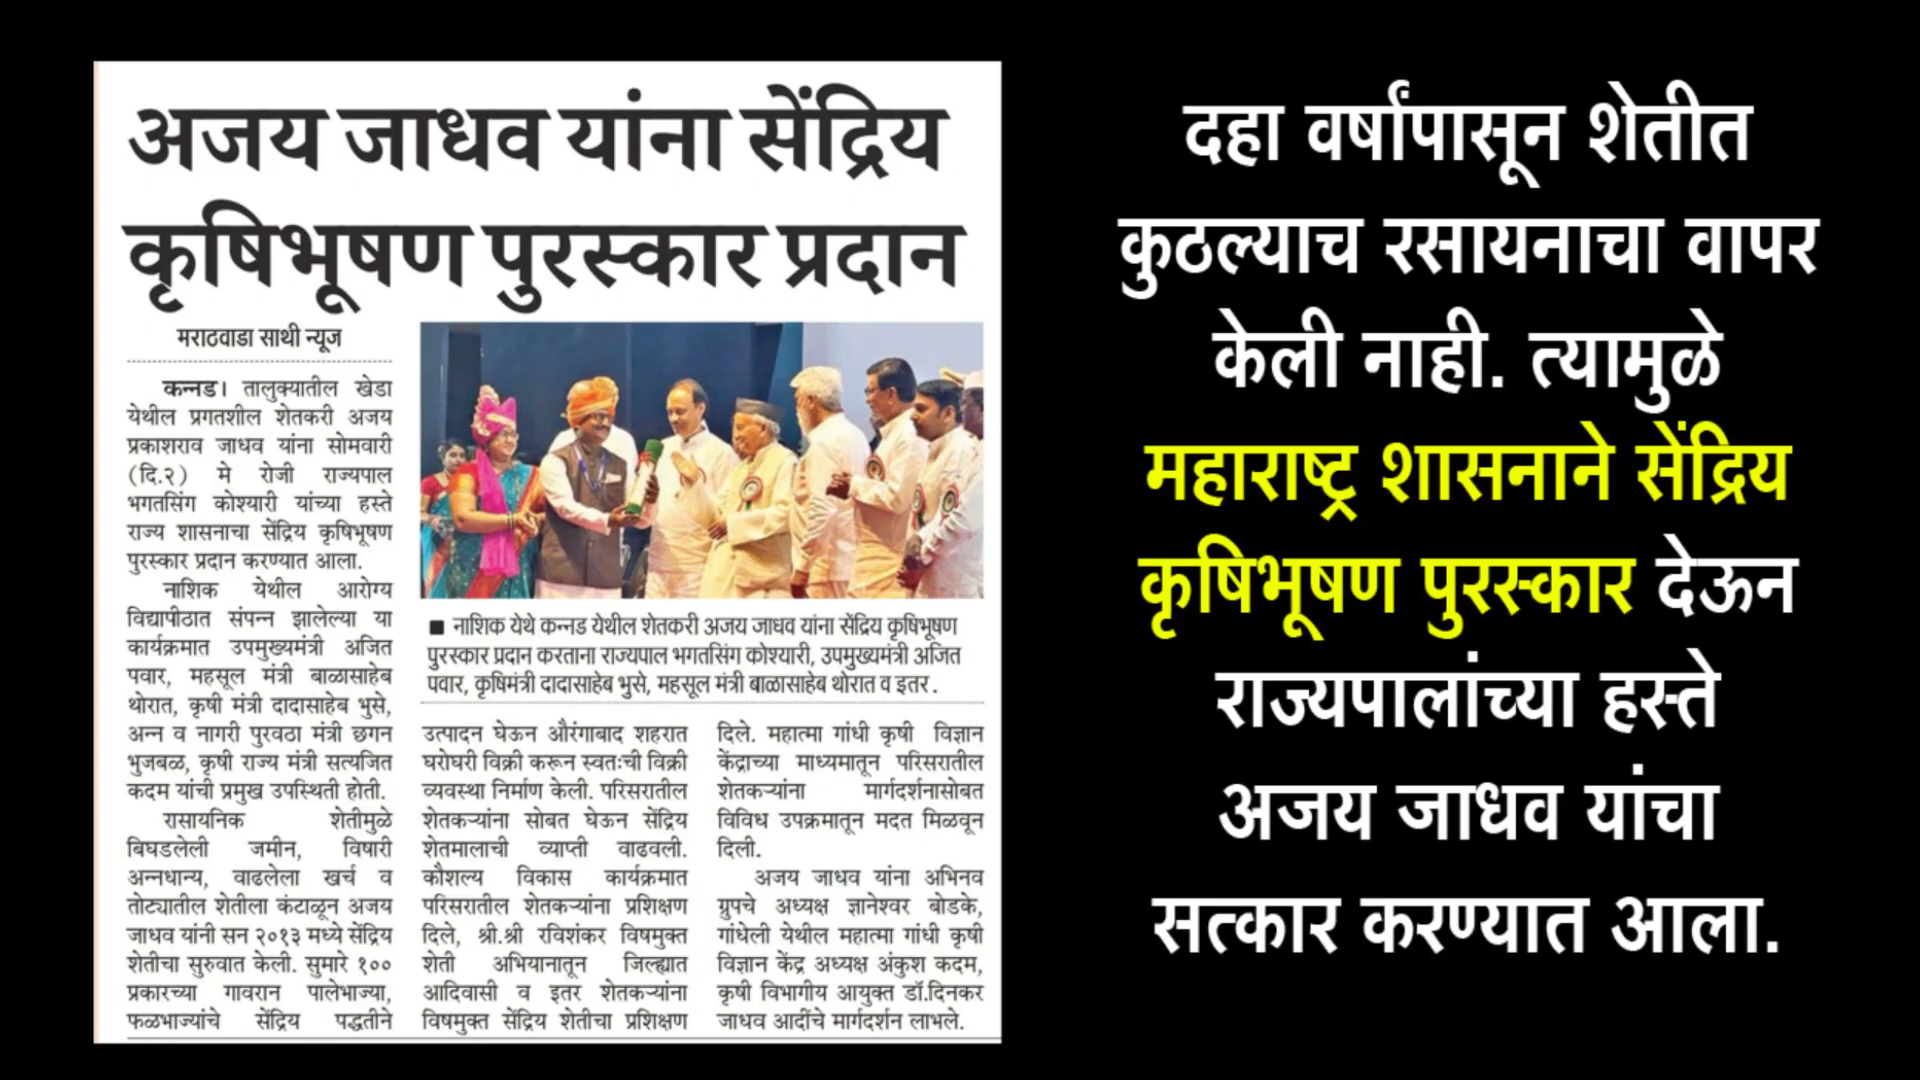 अजय जाधव यांना सेंद्रिय
कृषिभूषण पुरस्कार प्रदान
मराठवाडा साथी न्यूज
कन्नड। तालुक्यातील खेडा
येथील प्रगतशील शेतकरी अजय
प्रकाशराव जाधव यांना सोमवारी
(दि.२) मे रोजी राज्यपाल
भगतसिंग कोश्यारी यांच्या हस्ते
राज्य शासनाचा सेंद्रिय कृषिभूषण
पुरस्कार प्रदान करण्यात आला.
नाशिक येथील आरोग्य
विद्यापीठात संपन्न झालेल्या या
कार्यक्रमात उपमुख्यमंत्री अजित
पवार, महसूल मंत्री बाळासाहेब
थोरात, कृषी मंत्री दादासाहेब भुसे,
अन्न व नागरी पुरवठा मंत्री छगन
भुजबळ, कृषी राज्य मंत्री सत्यजित
कदम यांची प्रमुख उपस्थिती होती.
रासायनिक शेतीमुळे
बिघडलेली जमीन, विषारी
अन्नधान्य, वाढलेला खर्च व
तोट्यातील शेतीला कंटाळून अजय
जाधव यांनी सन २०१३ मध्ये सेंद्रिय
शेतीचा सुरुवात केली. सुमारे १००
प्रकारच्या गावरान पालेभाज्या,
फळभाज्यांचे सेंद्रिय पद्धतीने
■ नाशिक येथे कन्नड येथील शेतकरी अजय जाधव यांना सेंद्रिय कृषिभूषण
पुरस्कार प्रदान करताना राज्यपाल भगतसिंग कोश्यारी, उपमुख्यमंत्री अजित
पवार, कृषिमंत्री दादासाहेब भुसे, महसूल मंत्री बाळासाहेब थोरात व इतर.
उत्पादन घेऊन औरंगाबाद शहरात
घरोघरी विक्री करून स्वतःची विक्री
व्यवस्था निर्माण केली. परिसरातील
शेतकऱ्यांना सोबत घेऊन सेंद्रिय
शेतमालाची व्याप्ती वाढवली.
कौशल्य विकास कार्यक्रमात
परिसरातील शेतकऱ्यांना प्रशिक्षण
दिले, श्री.श्री रविशंकर विषमुक्त
शेती अभियानातून जिल्ह्यात
आदिवासी व इतर शेतकऱ्यांना
विषमुक्त सेंद्रिय शेतीचा प्रशिक्षण
दिले. महात्मा गांधी कृषी विज्ञान
केंद्राच्या माध्यमातून परिसरातील
शेतकऱ्यांना मार्गदर्शनासोबत
विविध उपक्रमातून मदत मिळवून
दिली.
अजय जाधव यांना अभिनव
ग्रुपचे अध्यक्ष ज्ञानेश्वर बोडके,
गांधेली येथील महात्मा गांधी कृषी
विज्ञान केंद्र अध्यक्ष अंकुश कदम,
कृषी विभागीय आयुक्त डॉ.दिनकर
जाधव आदींचे मार्गदर्शन लाभले.
दहा वर्षांपासून शेतीत
कुठल्याच रसायनाचा वापर
केली नाही. त्यामुळे
महाराष्ट्र शासनाने सेंद्रिय
कृषिभूषण पुरस्कार देऊन
राज्यपालांच्या हस्ते
अजय जाधव यांचा
सत्कार करण्यात आला.